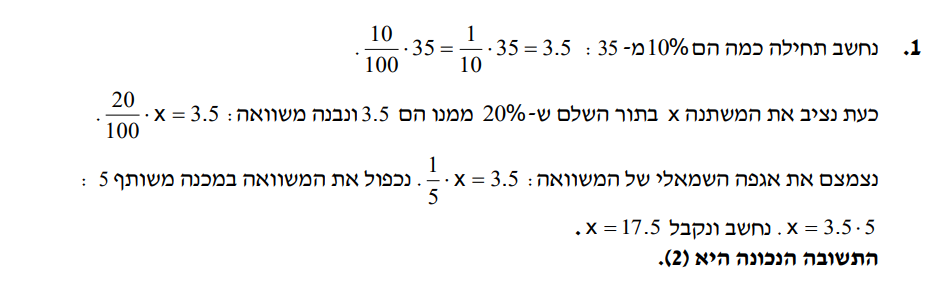 1. נחשב תחילה כמה הם 10% מ- 35 : 10/100 · 35 = 1/10 · 35 = 3.5 .
כעת נציב את המשתנה x בתור השלם ש- 20% ממנו הם 3.5 ונבנה משוואה : 20/100 · x = 3.5 .
נצמצם את אגפה השמאלי של המשוואה : 1/5 · x = 3.5 . נכפול את המשוואה במכנה משותף 5 :
x = 3.5 · 5 . נחשב ונקבל x = 17.5 .
התשובה הנכונה היא (2).